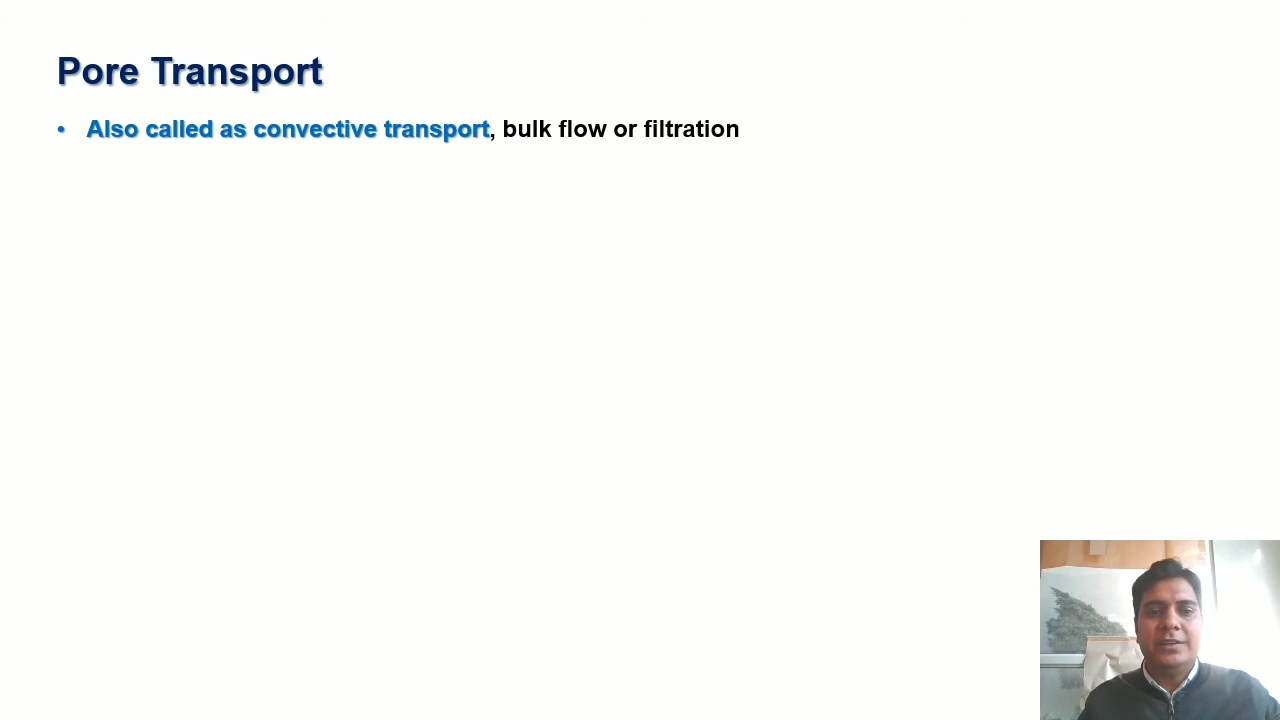 Pore Transport
• Also called as convective transport, bulk flow or filtration